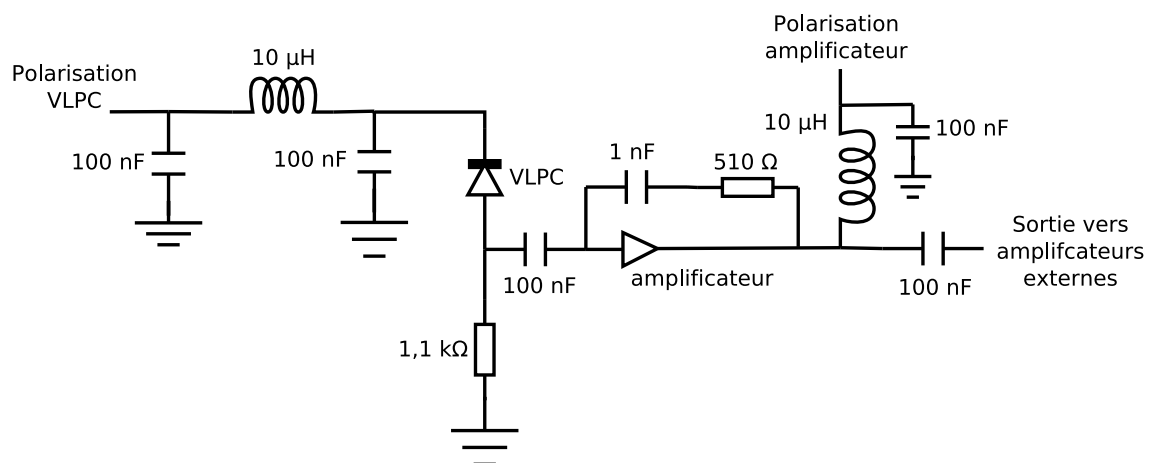 Polarisation
VLPC
10 µH
100 nF
100 nF
VLPC
100 nF
1,1 kΩ
1 nF
510 Ω
amplificateur
Polarisation
amplificateur
10 µH
100 nF
100 nF
Sortie vers
amplifcateurs
externes